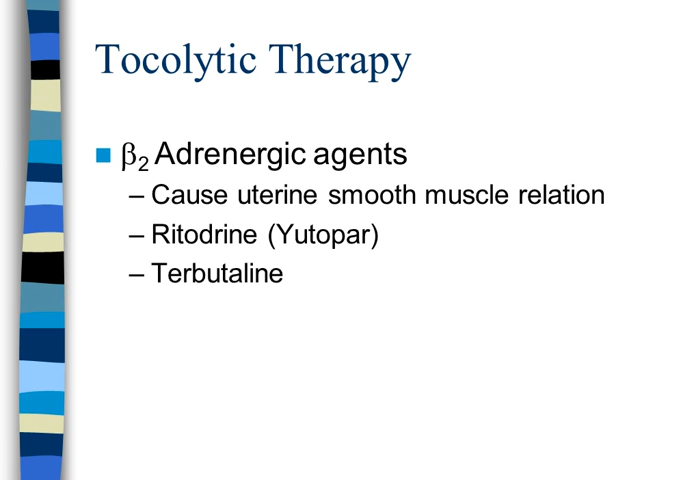 Tocolytic Therapy
■ β₂ Adrenergic agents
– Cause uterine smooth muscle relation
– Ritodrine (Yutopar)
– Terbutaline